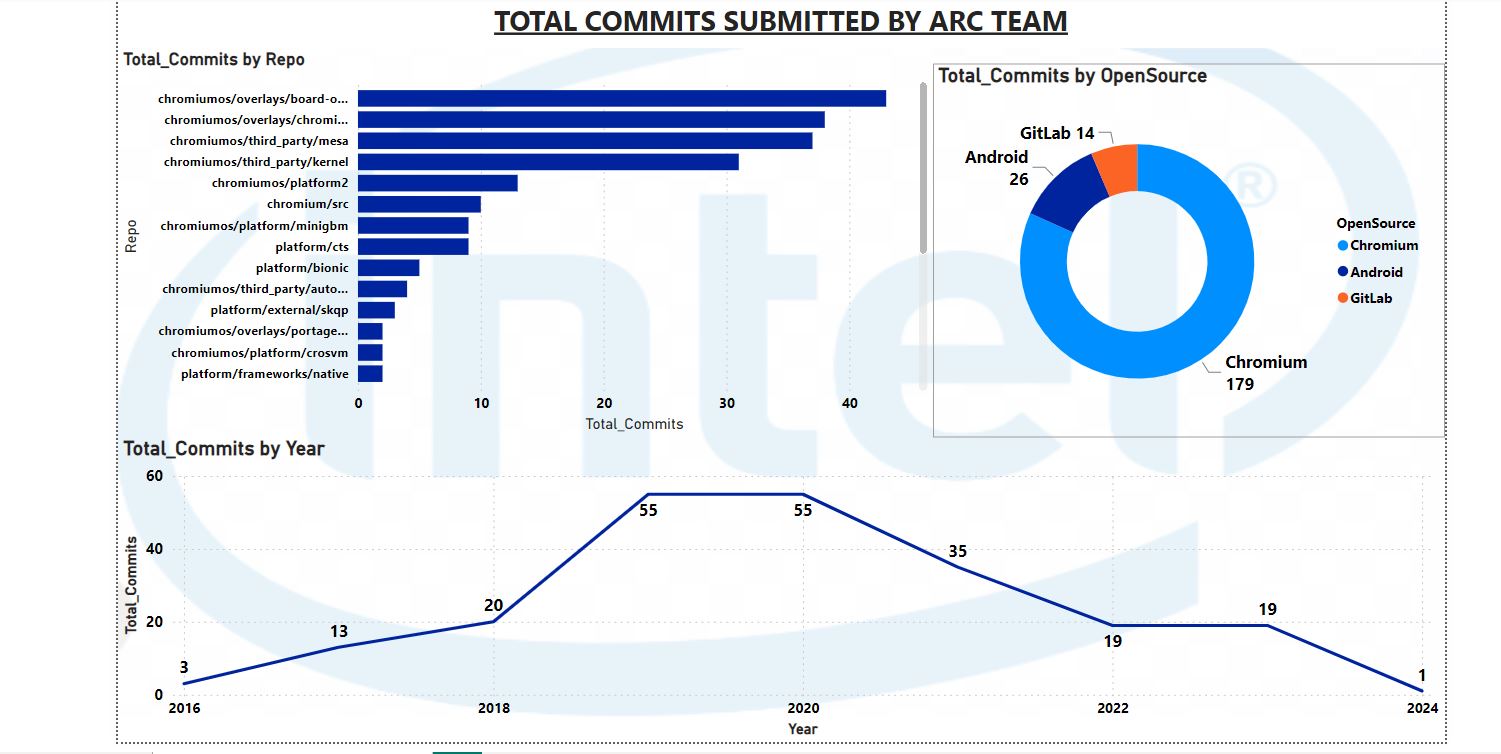 TOTAL COMMITS SUBMITTED BY ARC TEAM
Total_Commits by Repo
chromiumos/overlays/board-o...
chromiumos/overlays/chromi...
chromiumos/third_party/mesa
chromiumos/third_party/kernel
chromiumos/platform2
chromium/src
chromiumos/platform/minigbm
platform/cts
platform/bionic
chromiumos/third_party/auto...
platform/external/skqp
chromiumos/overlays/portage...
chromiumos/platform/crosvm
platform/frameworks/native
Repo
0 10 20 30 40
Total_Commits
Total_Commits by OpenSource
GitLab 14
Android
26
Chromium
179
OpenSource
Chromium
Android
GitLab
intel®
Total_Commits by Year
60
40
20
0
Total_Commits
3
13
20
55
55
35
19
19
1
2016 2018 2020 2022 2024
Year